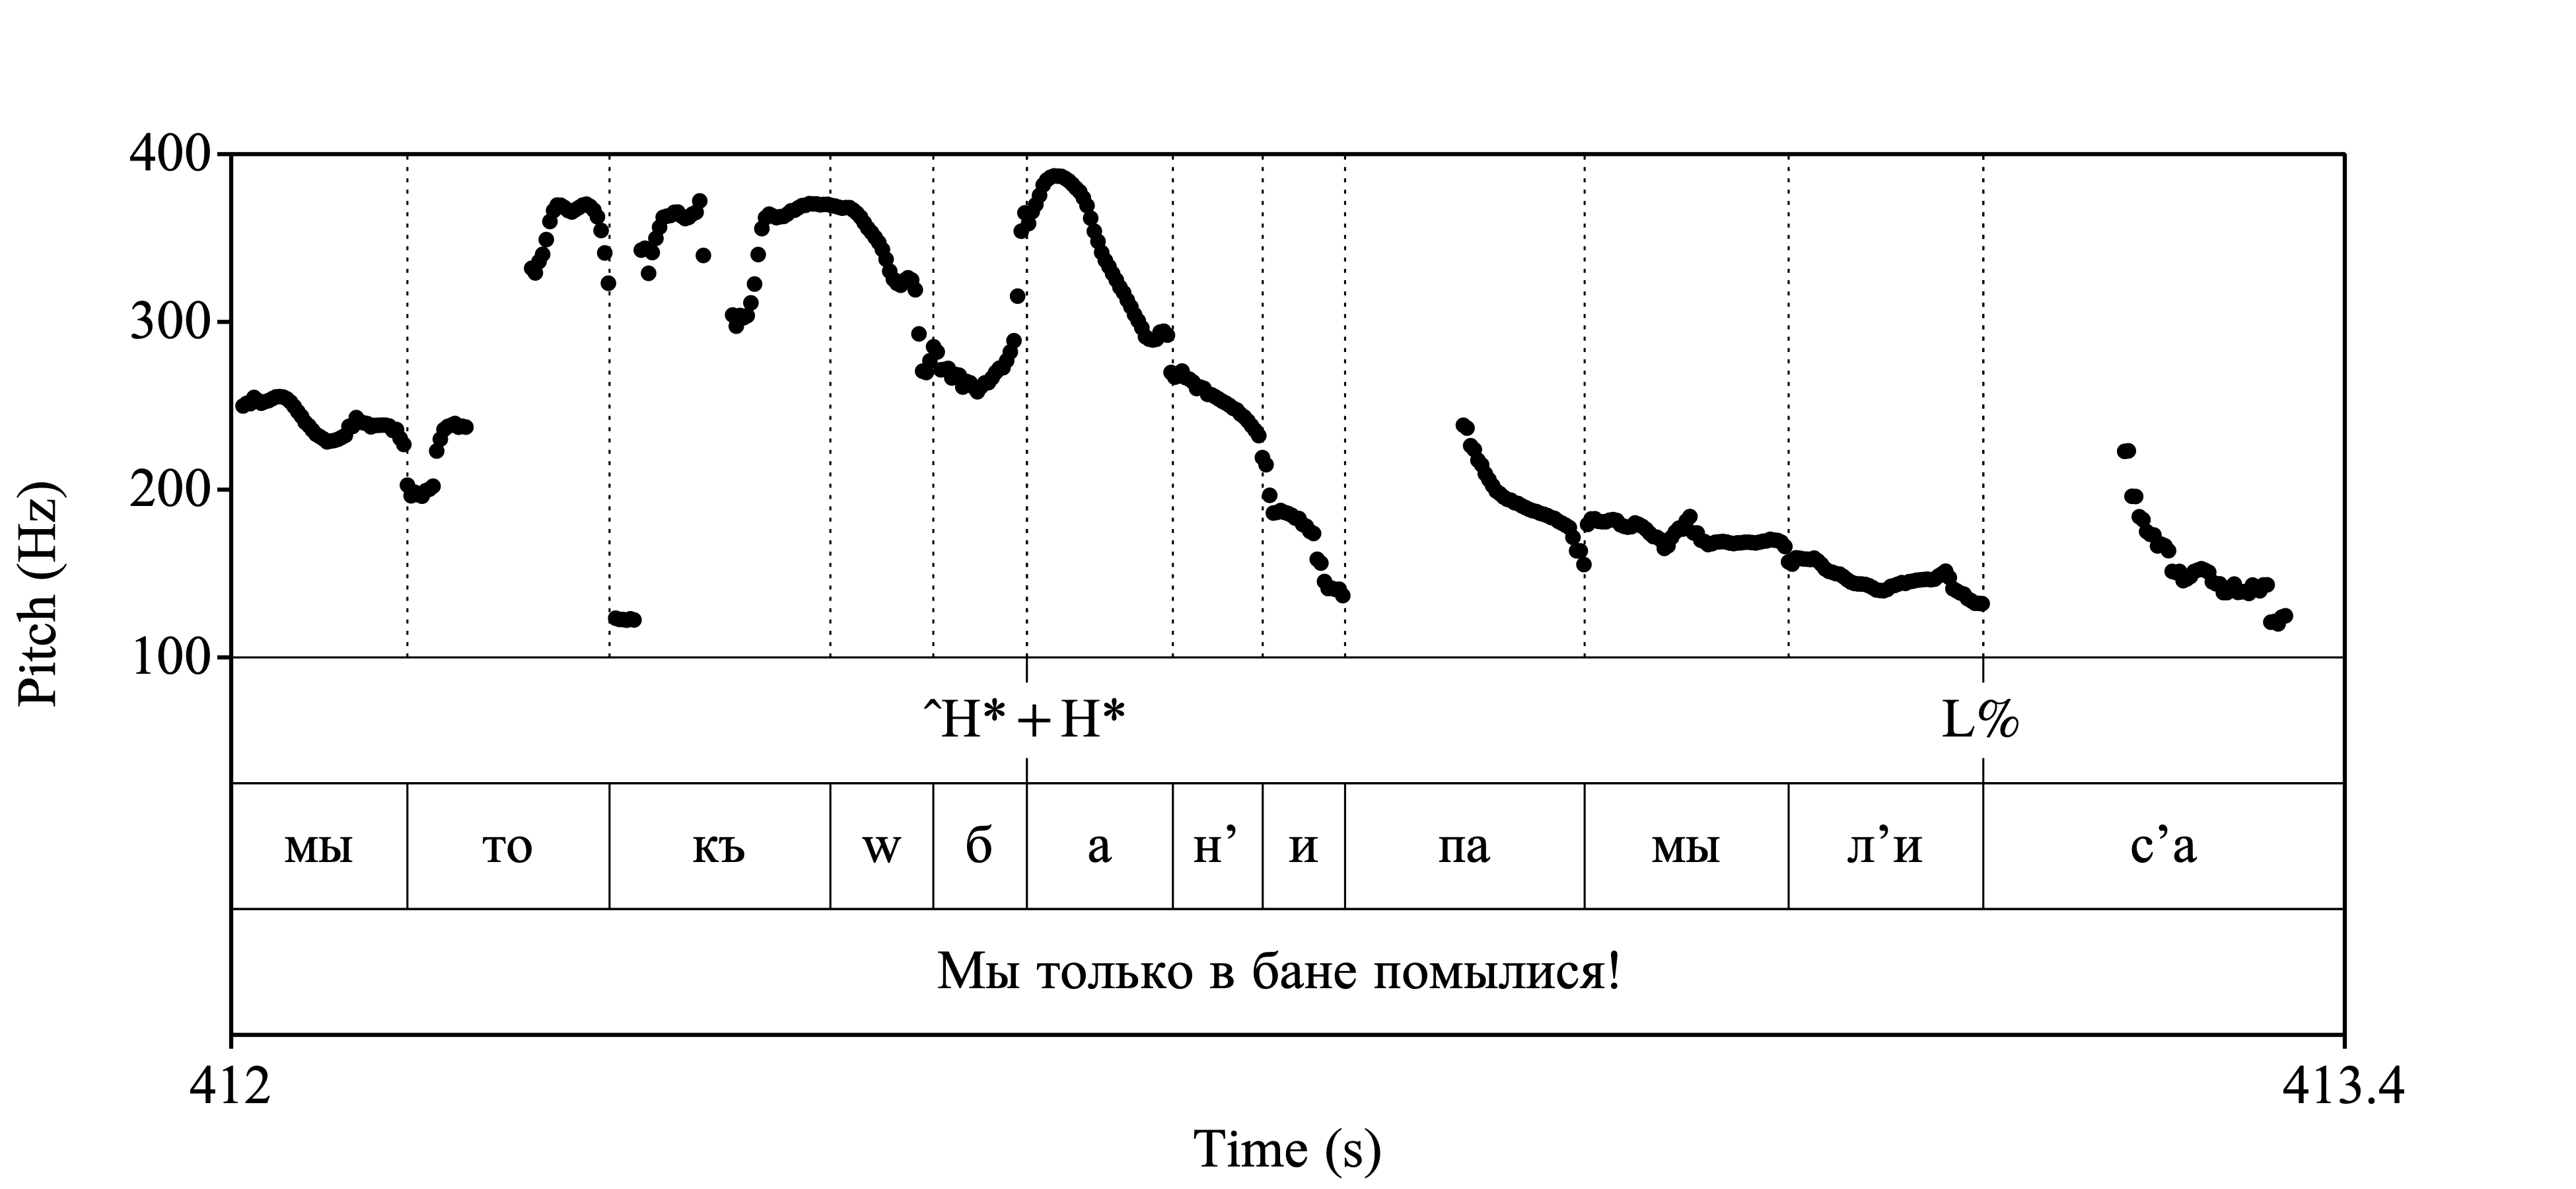 400
300
200
100
Pitch (Hz)
^H* + H* L%
мы то къ w б а н’ и па мы л’и с’а
Мы только в бане помылися!
412 413.4
Time (s)